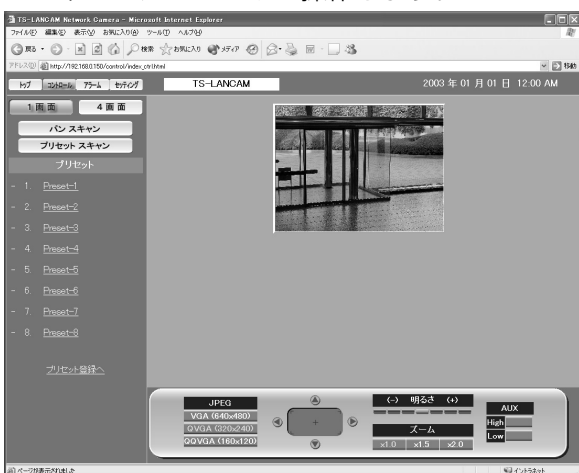 TS-LANCAM Network Camera - Microsoft Internet Explorer
ファイル(F) 編集(E) 表示(V) お気に入り(A) ツール(T) ヘルプ(H)
戻る 検索 お気に入り メディア
アドレス(D) http://192.168.0.150/control/index_ctrl.html 移動
トップ コントロール アラーム セッティング TS-LANCAM 2003 年 01 月 01 日 12:00 AM
1 画 面 4 画 面
パン スキャン
プリセット スキャン
プリセット
- 1. Preset-1
- 2. Preset-2
- 3. Preset-3
- 4. Preset-4
- 5. Preset-5
- 6. Preset-6
- 7. Preset-7
- 8. Preset-8
プリセット登録へ
JPEG
VGA (640x480)
QVGA (320x240)
QQVGA (160x120)
(-) 明るさ (+)
ズーム
x1.0 x1.5 x2.0
AUX
High
Low
ページが表示されました イントラネット